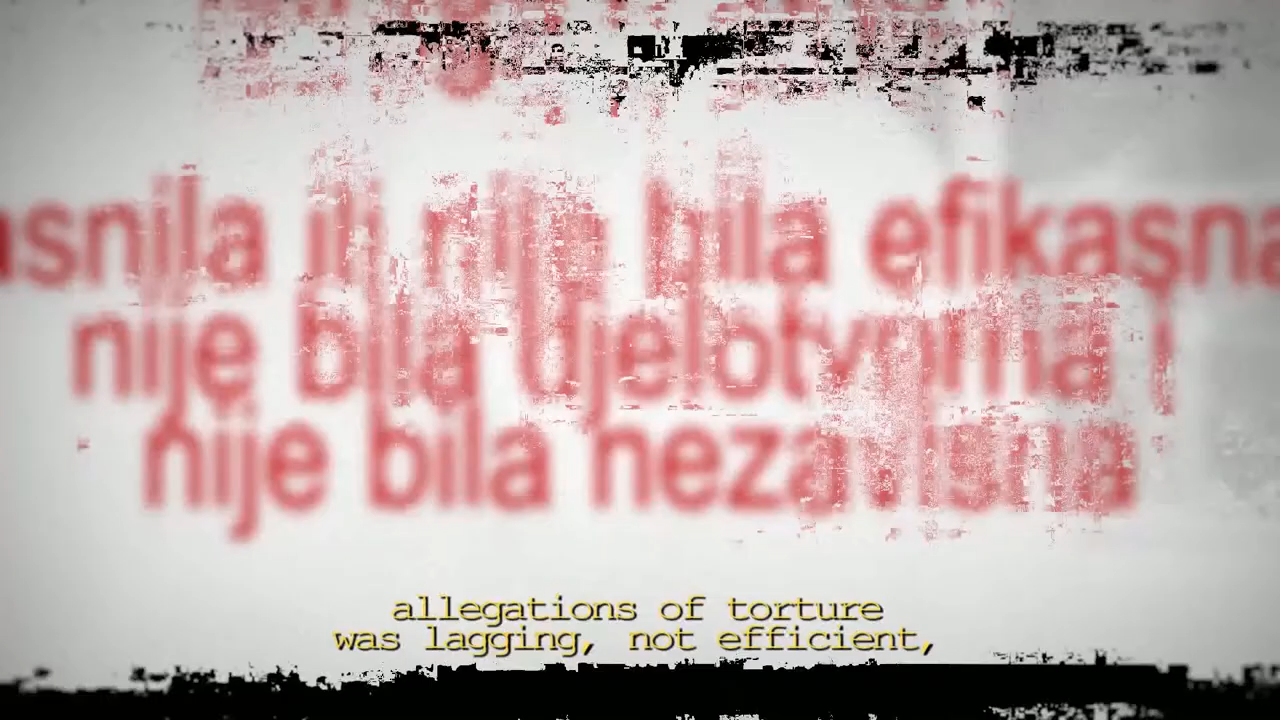 asnila ili nije bila efikasna
nije bila djelotvorna i
nije bila nezavisna
allegations of torture
was lagging, not efficient,